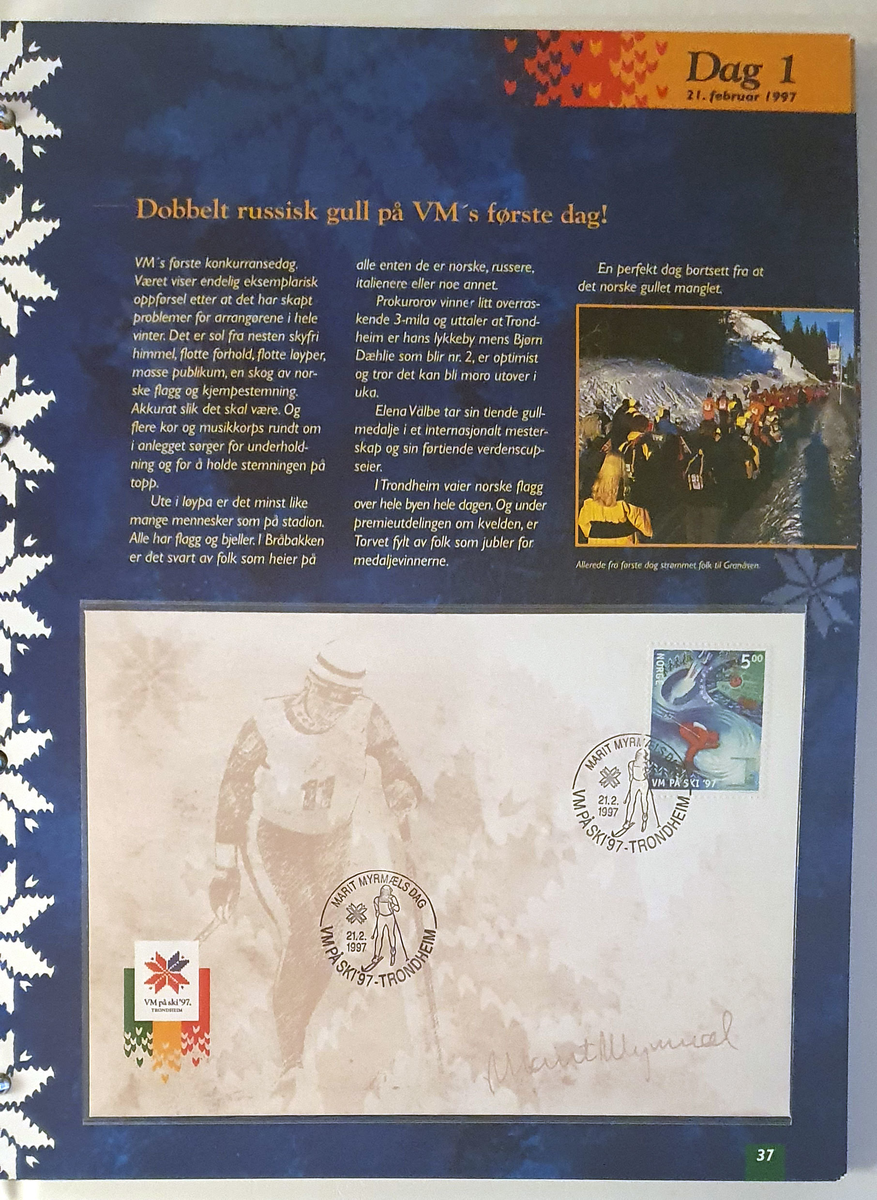 Dag 1
21. februar 1997
Dobbelt russisk gull på VM´s første dag!
VM´s første konkurransedag.
Været viser endelig eksemplarisk
oppførsel etter at det har skapt
problemer for arrangørene i hele
vinter. Det er sol fra nesten skyfri
himmel, flotte forhold, flotte løyper,
masse publikum, en skog av nor-
ske flagg og kjempestemning.
Akkurat slik det skal være. Og
flere kor og musikkorps rundt om
i anlegget sørger for underhold-
ning og for å holde stemningen på
topp.
Ute i løypa er det minst like
mange mennesker som på stadion.
Alle har flagg og bjeller. I Bråbakken
er det svart av folk som heier på
alle enten de er norske, russere,
italienere eller noe annet.
Prokurorov vinner litt overras-
kende 3-mila og uttaler at Trond-
heim er hans lykkeby mens Bjørn
Dæhlie som blir nr. 2, er optimist
og tror det kan bli moro utover i
uka.
Elena Välbe tar sin tiende gull-
medalje i et internasjonalt mester-
skap og sin førtiende verdenscup-
seier.
I Trondheim vaier norske flagg
over hele byen hele dagen. Og under
premieutdelingen om kvelden, er
Torvet fylt av folk som jubler for
medaljevinnerne.
En perfekt dag bortsett fra at
det norske gullet manglet.
Allerede fra første dag strømmet folk til Granåsen.
NORGE
5 00
VM PÅ SKI '97
MARIT MYRMÆLS DAG
21.2.
1997
VM PÅ SKI'97-TRONDHEIM
11
MARIT MYRMÆLS DAG
21.2.
1997
VM PÅ SKI'97-TRONDHEIM
VM på ski '97.
TRONDHEIM
Marit Myrmæl
37